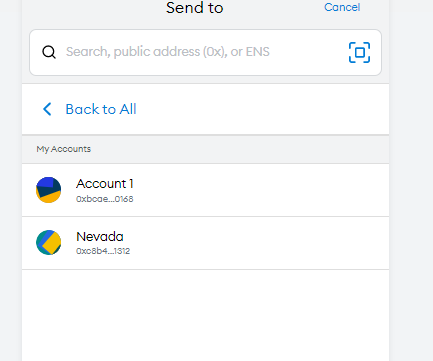 Send to
Cancel
Search, public address (0x), or ENS
Back to All
My Accounts
Account 1
0xbcae...0168
Nevada
0xc8b4...1312